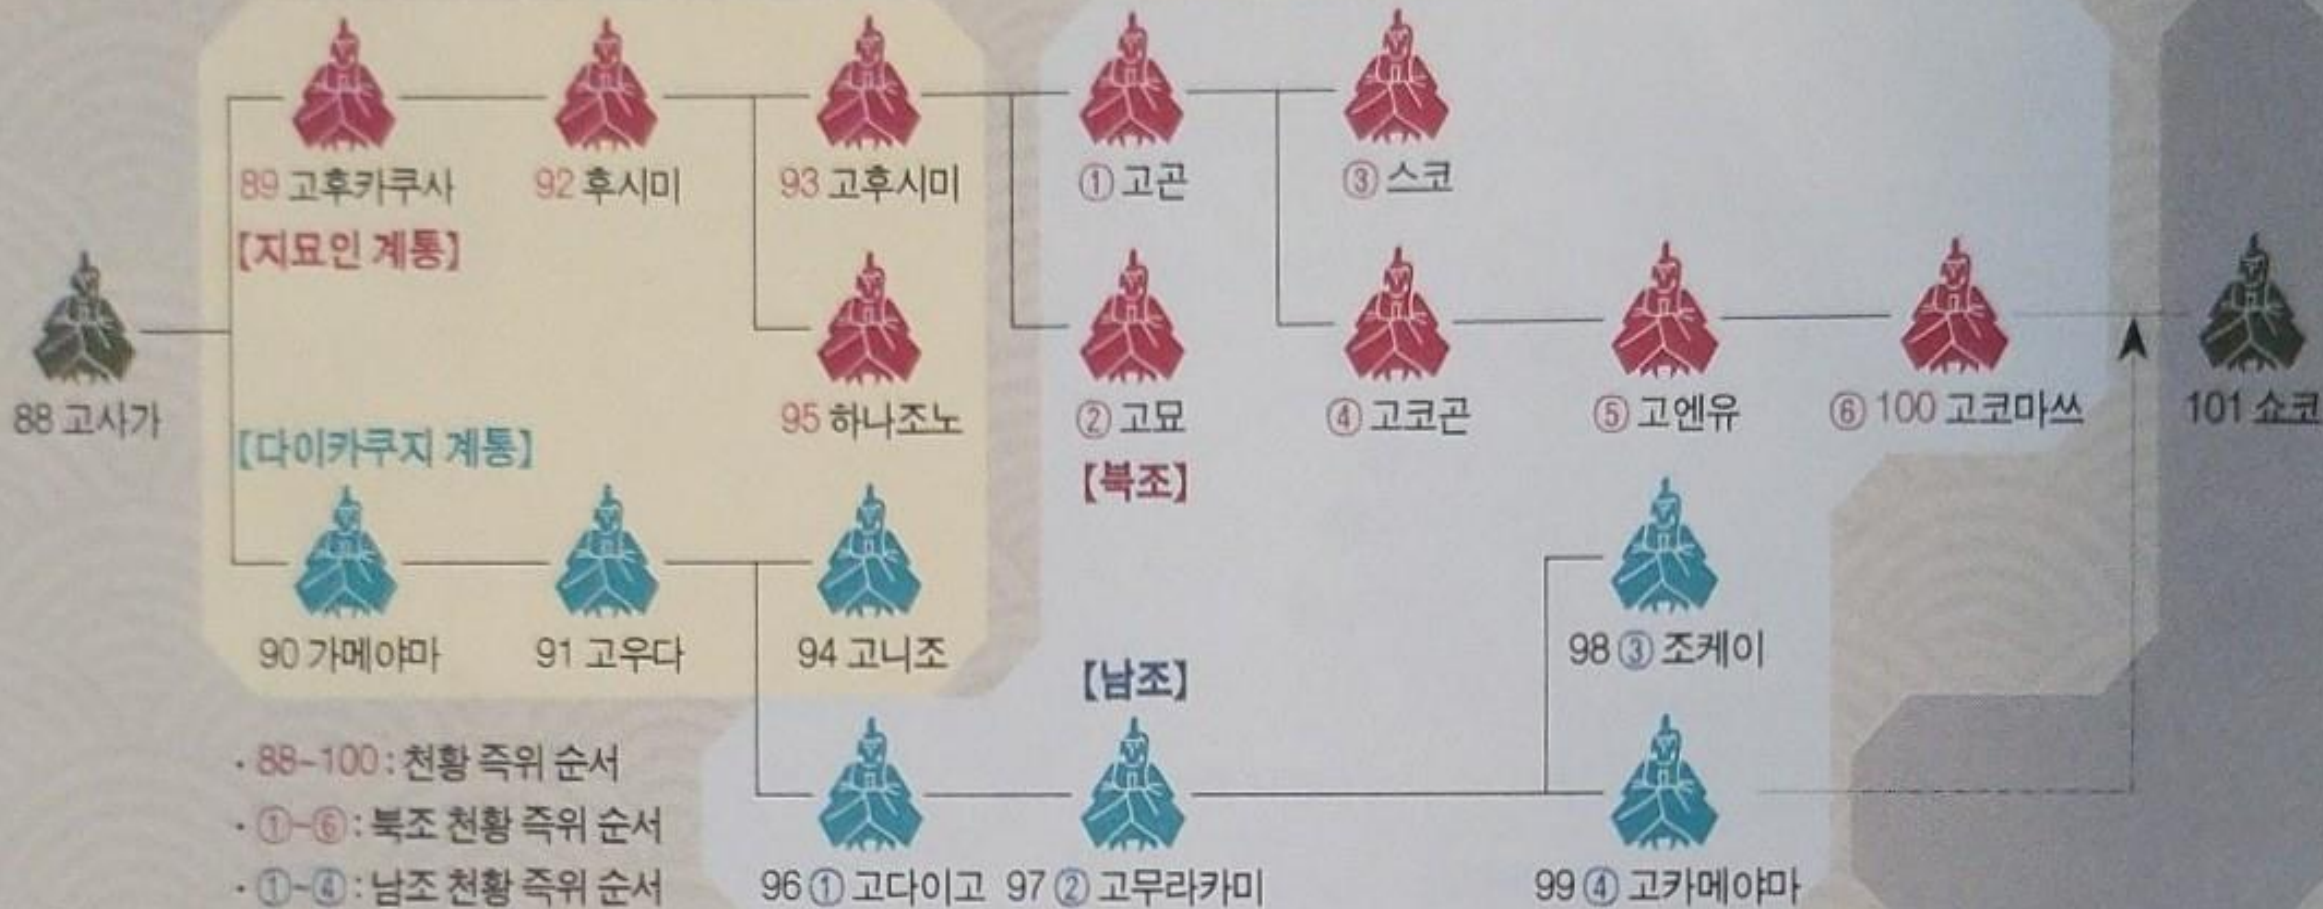 89 고후카쿠사
92 후시미
93 고후시미
① 고곤
③ 스코
【지묘인 계통】
88 고사가
95 하나조노
② 고묘
④ 고코곤
⑤ 고엔유
⑥ 100 고코마쓰
101 쇼코
【다이카쿠지 계통】
【북조】
90 가메야마
91 고우다
94 고니조
98 ③ 조케이
【남조】
· 88~100 : 천황 즉위 순서
· ①~⑥ : 북조 천황 즉위 순서
· ①~④ : 남조 천황 즉위 순서
96 ① 고다이고
97 ② 고무라카미
99 ④ 고카메야마